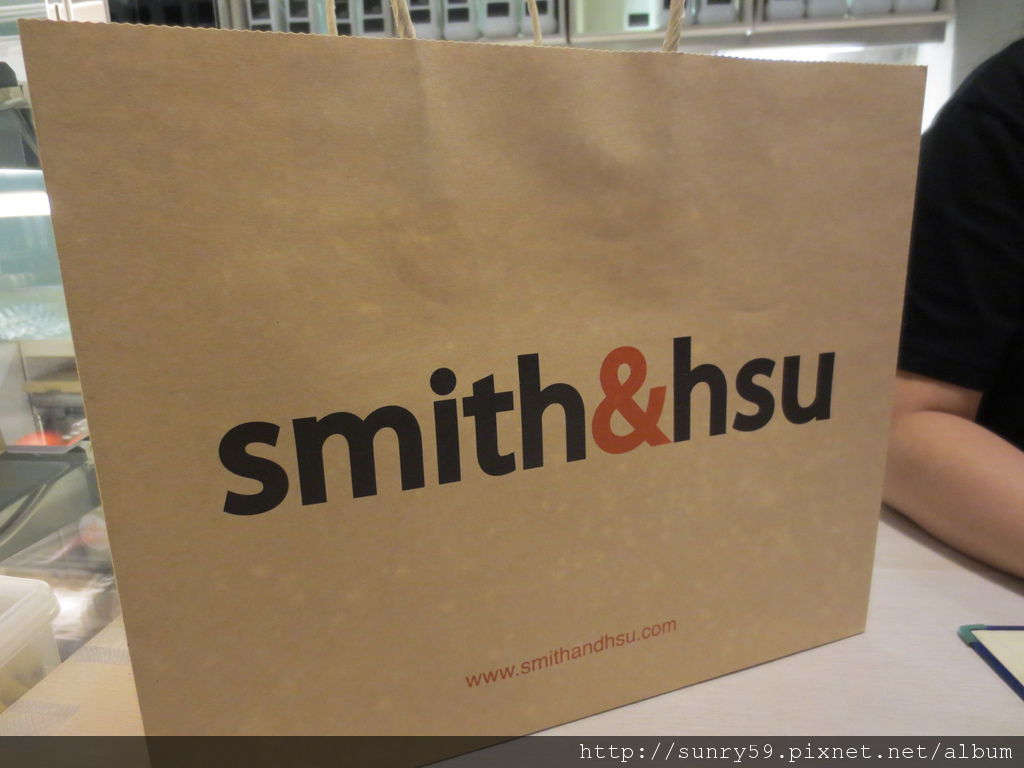 smith&hsu
www.smithandhsu.com
http://sunry59.pixnet.net/album